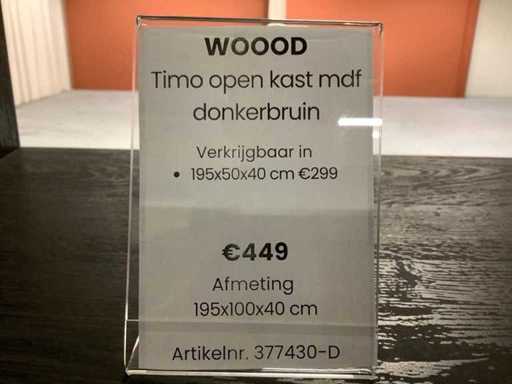 WOOOD
Timo open kast mdf
donkerbruin
Verkrijgbaar in
• 195x50x40 cm €299
€449
Afmeting
195x100x40 cm
Artikelnr. 377430-D